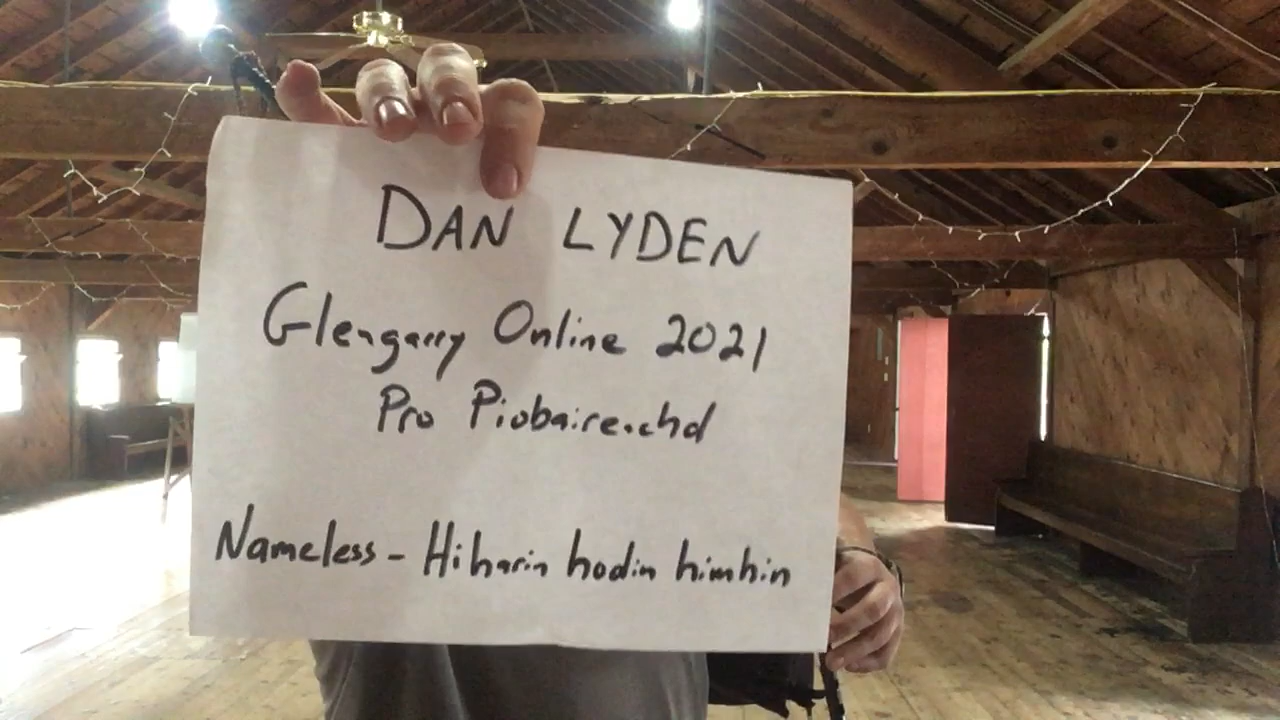 DAN LYDEN
Glengarry Online 2021
Pro Piobaireachd
Nameless - Hiharin hodin himhin